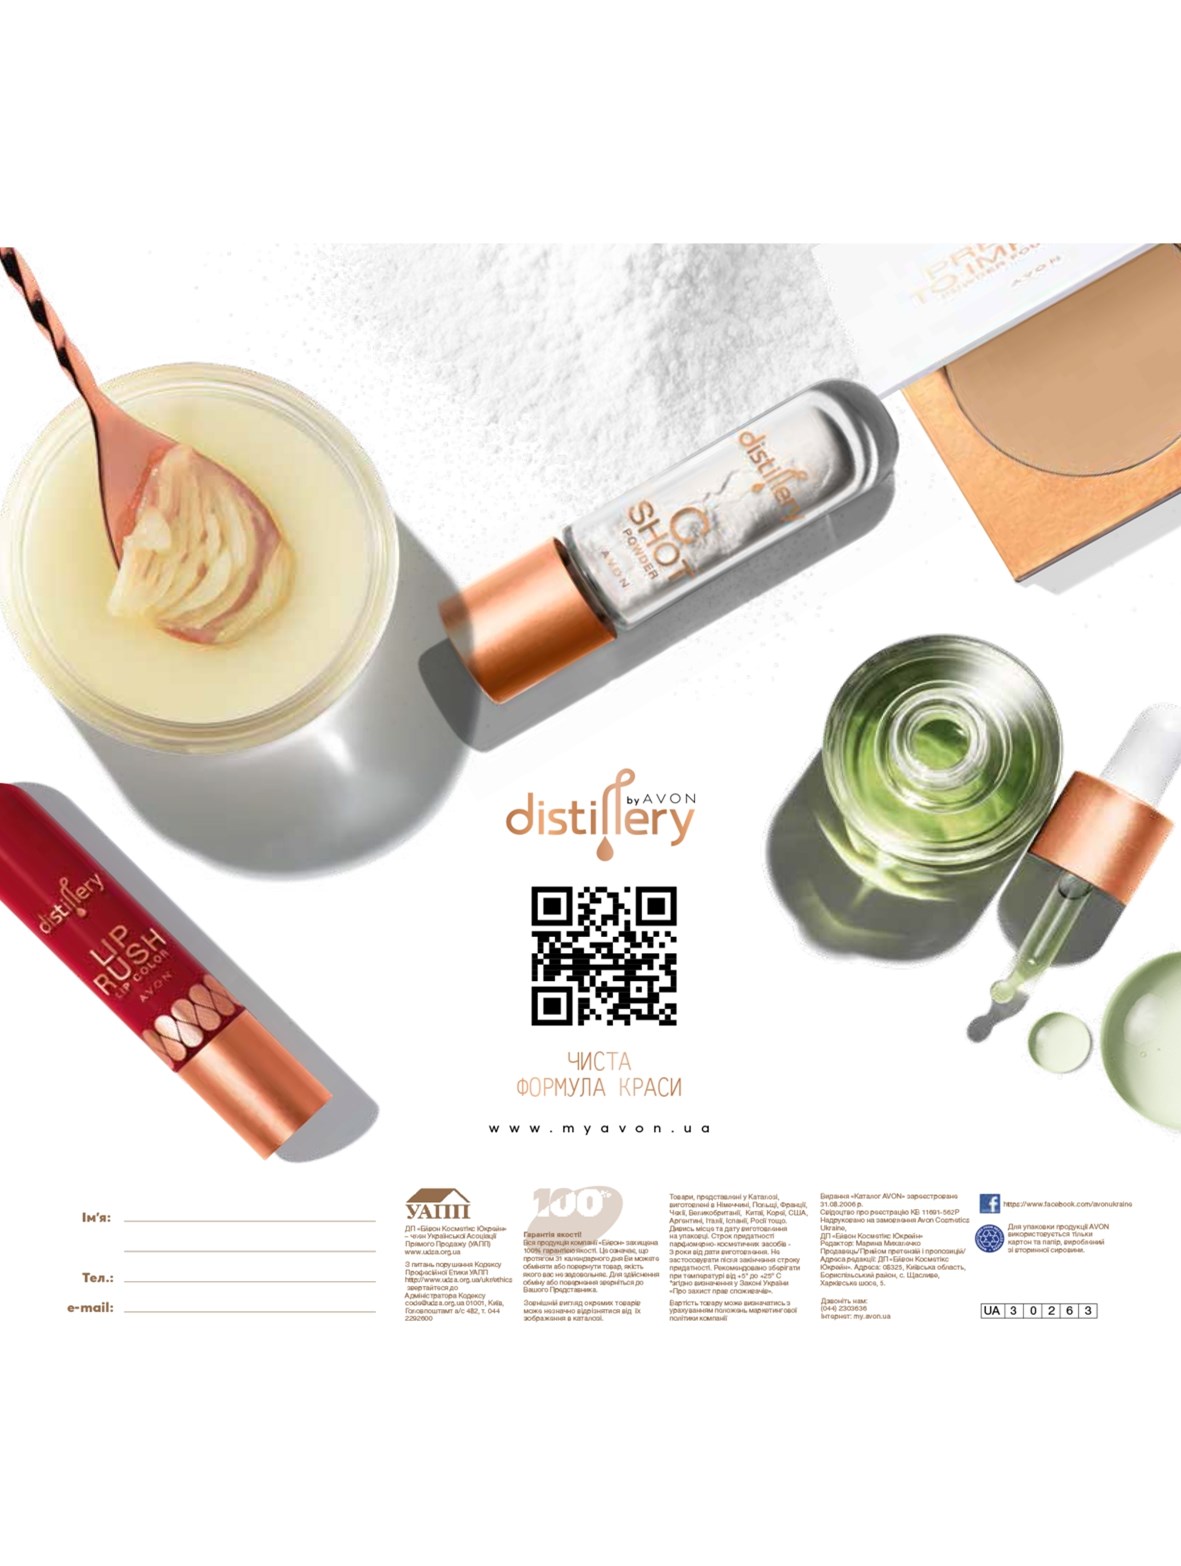 PRE
TO IMP
POWDER FOU
AVON
distillery
C
SHOT
POWDER
AVON
distillery
by AVON
distillery
LIP
RUSH
LIP COLOR
AVON
ЧИСТА
ФОРМУЛА КРАСИ
www.myavon.ua
Ім'я:
Тел.:
e-mail:
УАПП
ДП «Ейвон Косметікс Юкрейн»
– член Української Асоціації
Прямого Продажу (УАПП)
www.udza.org.ua
З питань порушання Кодексу
Професійної Етики УАПП
http://www.udza.org.ua/ukr/ethics
звертайтеся до
Адміністратора Кодексу
code@udza.org.ua 01001, Київ,
Головпоштамт а/с 482, т. 044
2292600
100%
Гарантія якості!
Вся продукція компанії «Ейвон» захищена
100% гарантією якості. Це означає, що
протягом 31 календарного дня Ви можете
обміняти або повернути товар, якість
якого вас не задовольняє. Для здійснення
обміну або повернення зверніться до
Вашого Представника.
Зовнішній вигляд окремих товарів
може незначно відрізнятися від їх
зображення в каталозі.
Товари, представлені у Каталозі,
виготовлені в Німеччині, Польщі, Франції,
Чехії, Великобританії, Китаї, Кореї, США,
Аргентині, Італії, Іспанії, Росії тощо.
Дивись місце та дату виготовлення
на упаковці. Строк придатності
парфюмерно-косметичних засобів -
3 роки від дати виготовлення. Не
застосовувати після закінчення строку
придатності. Рекомендовано зберігати
при температурі від +5° до +25° С
*згідно визначення у Законі України
«Про захист прав споживачів».
Вартість товару може визначатись з
урахуванням положень маркетингової
політики компанії
Видання «Каталог AVON» зареєстровано
31.08.2006 р.
Свідоцтво про реєстрацію КВ 11691-562Р
Надруковано на замовлення Avon Cosmetics
Ukraine,
ДП «Ейвон Косметікс Юкрейн»
Редактор: Марина Михалечко
Продавець/Прийом претензій і пропозицій/
Адреса редакції: ДП «Ейвон Косметікс
Юкрейн». Адреса: 08325, Київська область,
Бориспільський район, с. Щасливе,
Харківське шосе, 5.
Дзвоніть нам:
(044) 2303636
Інтернет: my.avon.ua
https://www.facebook.com/avonukraine
Для упаковки продукції AVON
використовується тільки
картон та папір, вироблений
зі вторинної сировини.
UA 3 0 2 6 3